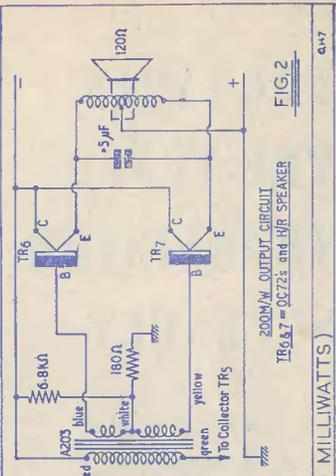 −
TR6
C
E
B
6.8kΩ
blue
A203
white
180Ω
TR7
C
E
B
yellow
green
To Collector TR5
.5µF
120Ω
+
200M/W OUTPUT CIRCUIT
TR6&7 = OC72's and H/R SPEAKER
FIG,2
MILLIWATTS)